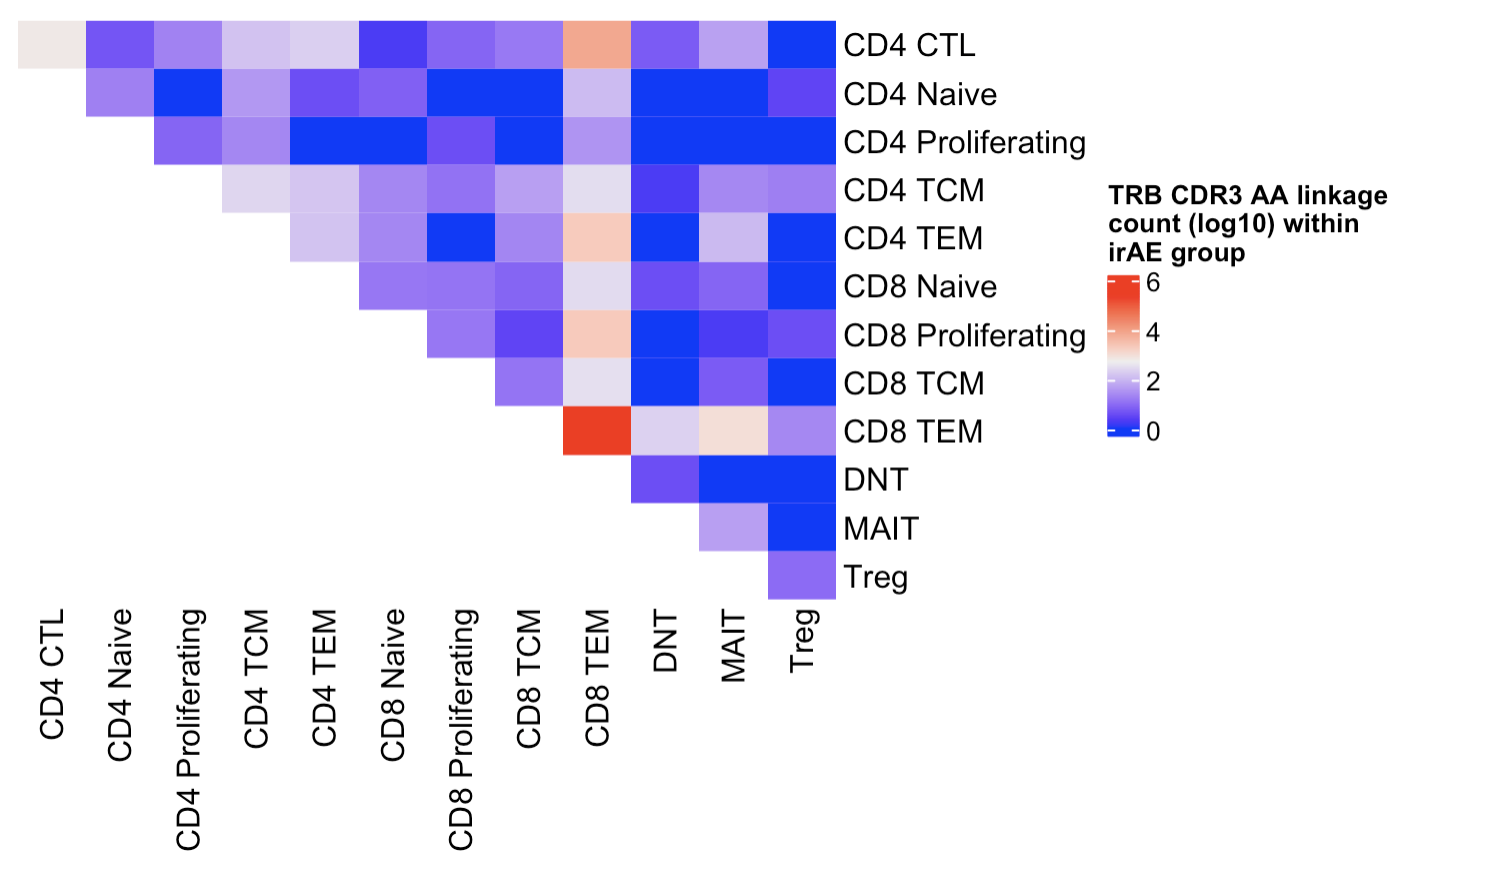 CD4 CTL
CD4 Naive
CD4 Proliferating
CD4 TCM
CD4 TEM
CD8 Naive
CD8 Proliferating
CD8 TCM
CD8 TEM
DNT
MAIT
Treg
TRB CDR3 AA linkage
count (log10) within
irAE group
6
4
2
0
CD4 CTL
CD4 Naive
CD4 Proliferating
CD4 TCM
CD4 TEM
CD8 Naive
CD8 Proliferating
CD8 TCM
CD8 TEM
DNT
MAIT
Treg